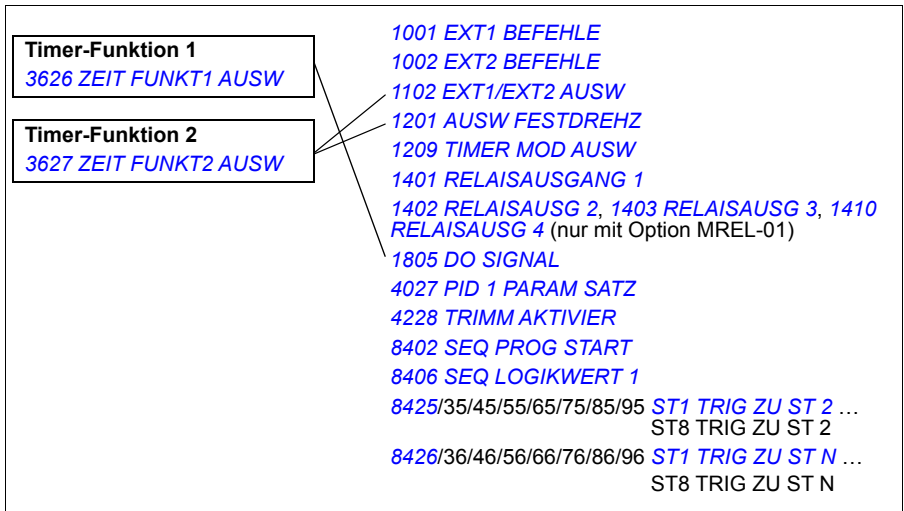 Timer-Funktion 1
3626 ZEIT FUNKT1 AUSW
Timer-Funktion 2
3627 ZEIT FUNKT2 AUSW
1001 EXT1 BEFEHLE
1002 EXT2 BEFEHLE
1102 EXT1/EXT2 AUSW
1201 AUSW FESTDREHZ
1209 TIMER MOD AUSW
1401 RELAISAUSGANG 1
1402 RELAISAUSG 2, 1403 RELAISAUSG 3, 1410
RELAISAUSG 4 (nur mit Option MREL-01)
1805 DO SIGNAL
4027 PID 1 PARAM SATZ
4228 TRIMM AKTIVIER
8402 SEQ PROG START
8406 SEQ LOGIKWERT 1
8425/35/45/55/65/75/85/95 ST1 TRIG ZU ST 2 …
ST8 TRIG ZU ST 2
8426/36/46/56/66/76/86/96 ST1 TRIG ZU ST N …
ST8 TRIG ZU ST N